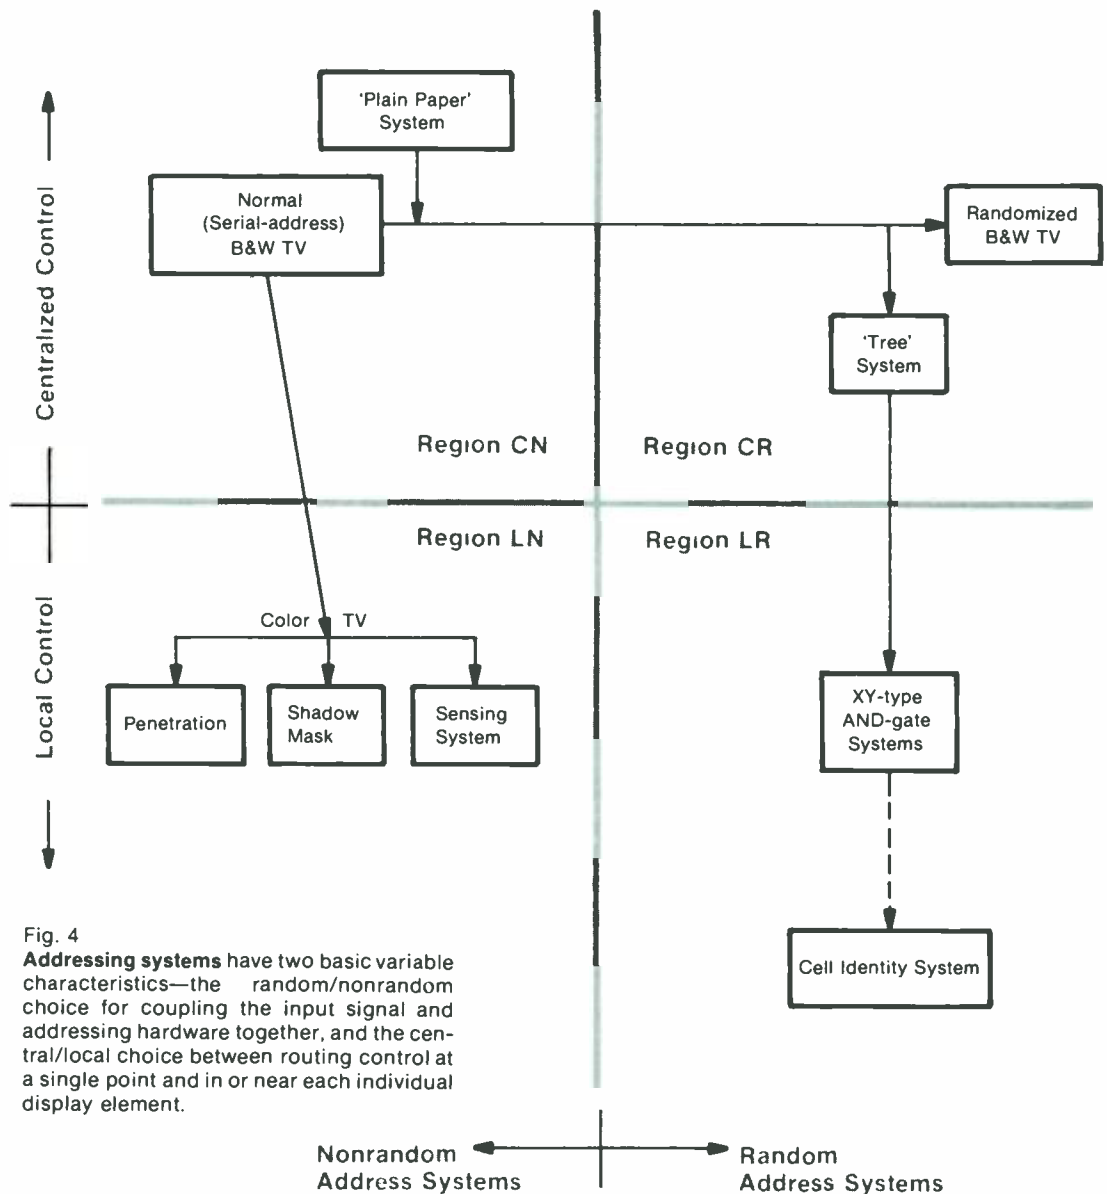 'Plain Paper'
System
Normal
(Serial-address)
B&W TV
Randomized
B&W TV
'Tree'
System
Centralized Control
Region CN
Region CR
Region LN
Region LR
Local Control
Color TV
Penetration
Shadow
Mask
Sensing
System
XY-type
AND-gate
Systems
Cell Identity System
Fig. 4
Addressing systems have two basic variable
characteristics—the random/nonrandom
choice for coupling the input signal and
addressing hardware together, and the cen-
tral/local choice between routing control at
a single point and in or near each individual
display element.
Nonrandom
Address Systems
Random
Address Systems